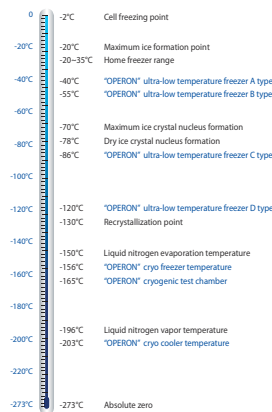 0
-2°C Cell freezing point
-20°C -20°C Maximum ice formation point
-20~35°C Home freezer range
-40°C -40°C "OPERON" ultra-low temperature freezer A type
-55°C "OPERON" ultra-low temperature freezer B type
-60°C
-70°C Maximum ice crystal nucleus formation
-80°C -78°C Dry ice crystal nucleus formation
-86°C "OPERON" ultra-low temperature freezer C type
-100°C
-120°C -120°C "OPERON" ultra-low temperature freezer D type
-130°C Recrystallization point
-140°C
-150°C Liquid nitrogen evaporation temperature
-160°C -156°C "OPERON" cryo freezer temperature
-165°C "OPERON" cryogenic test chamber
-180°C
-196°C Liquid nitrogen vapor temperature
-200°C -203°C "OPERON" cryo cooler temperature
-220°C
-273°C -273°C Absolute zero